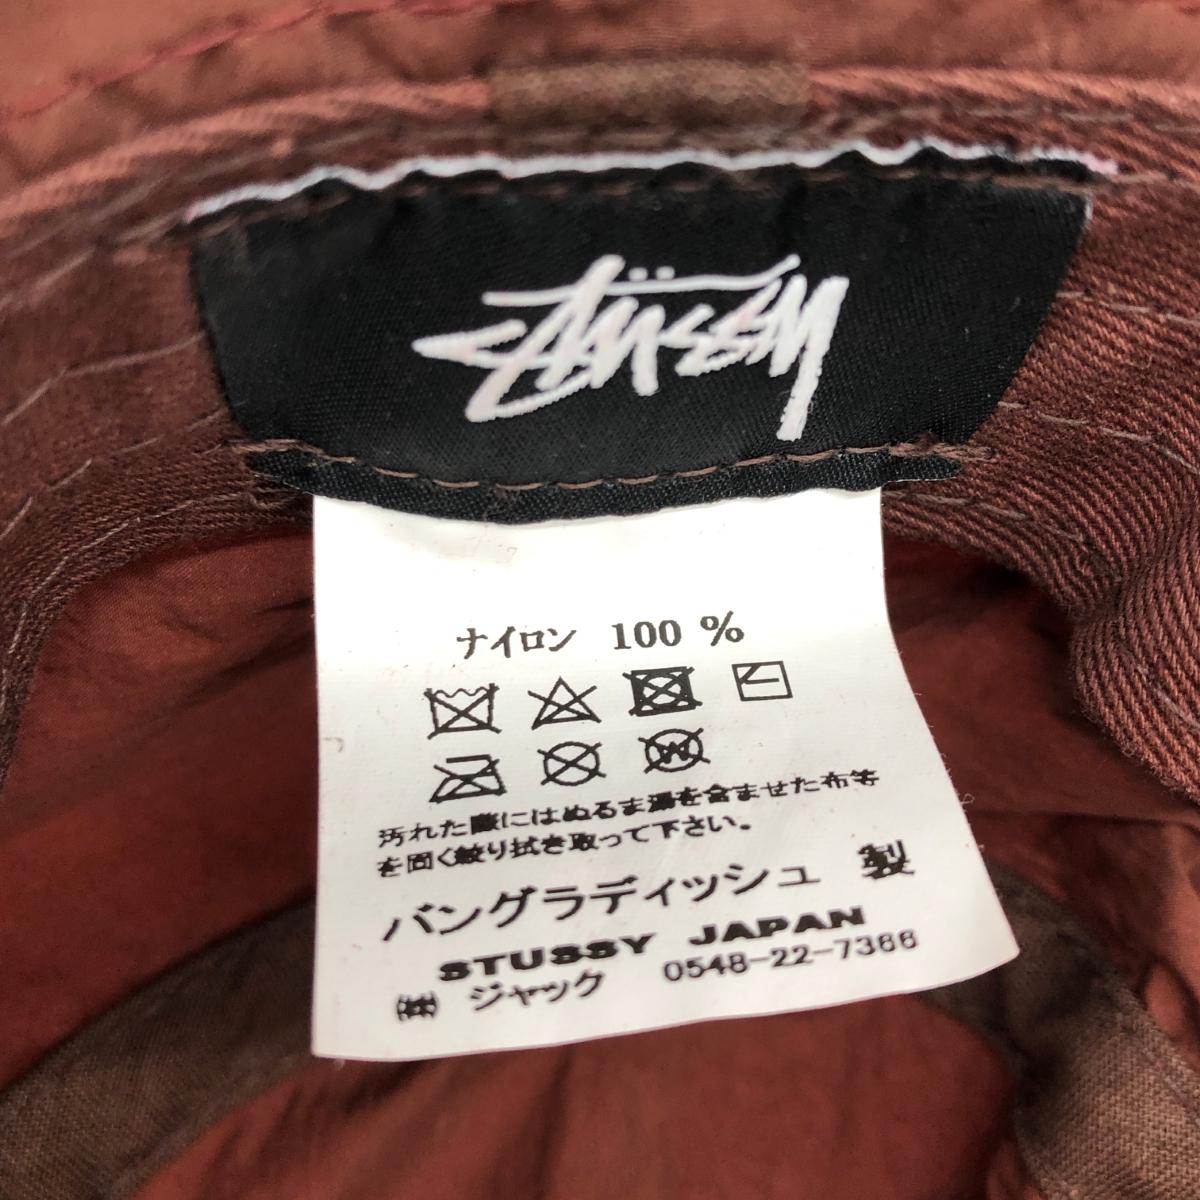 STÜSSY
ナイロン 100 %
W
汚れた際にはぬるま湯を含ませた布等
を固く絞り拭き取って下さい。
バングラディッシュ 製
STUSSY JAPAN
㈱ ジャック 0548-22-7366